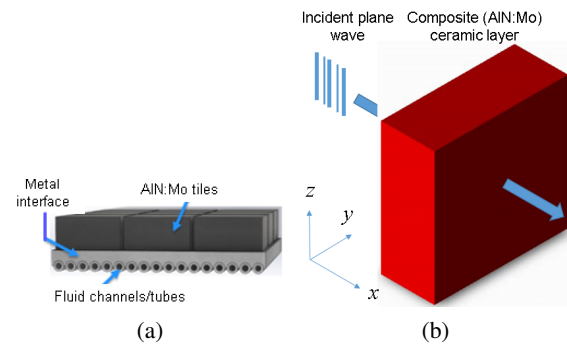 Metal
interface
AlN:Mo tiles
Fluid channels/tubes
(a)
Incident plane
wave
Composite (AlN:Mo)
ceramic layer
z
y
x
(b)